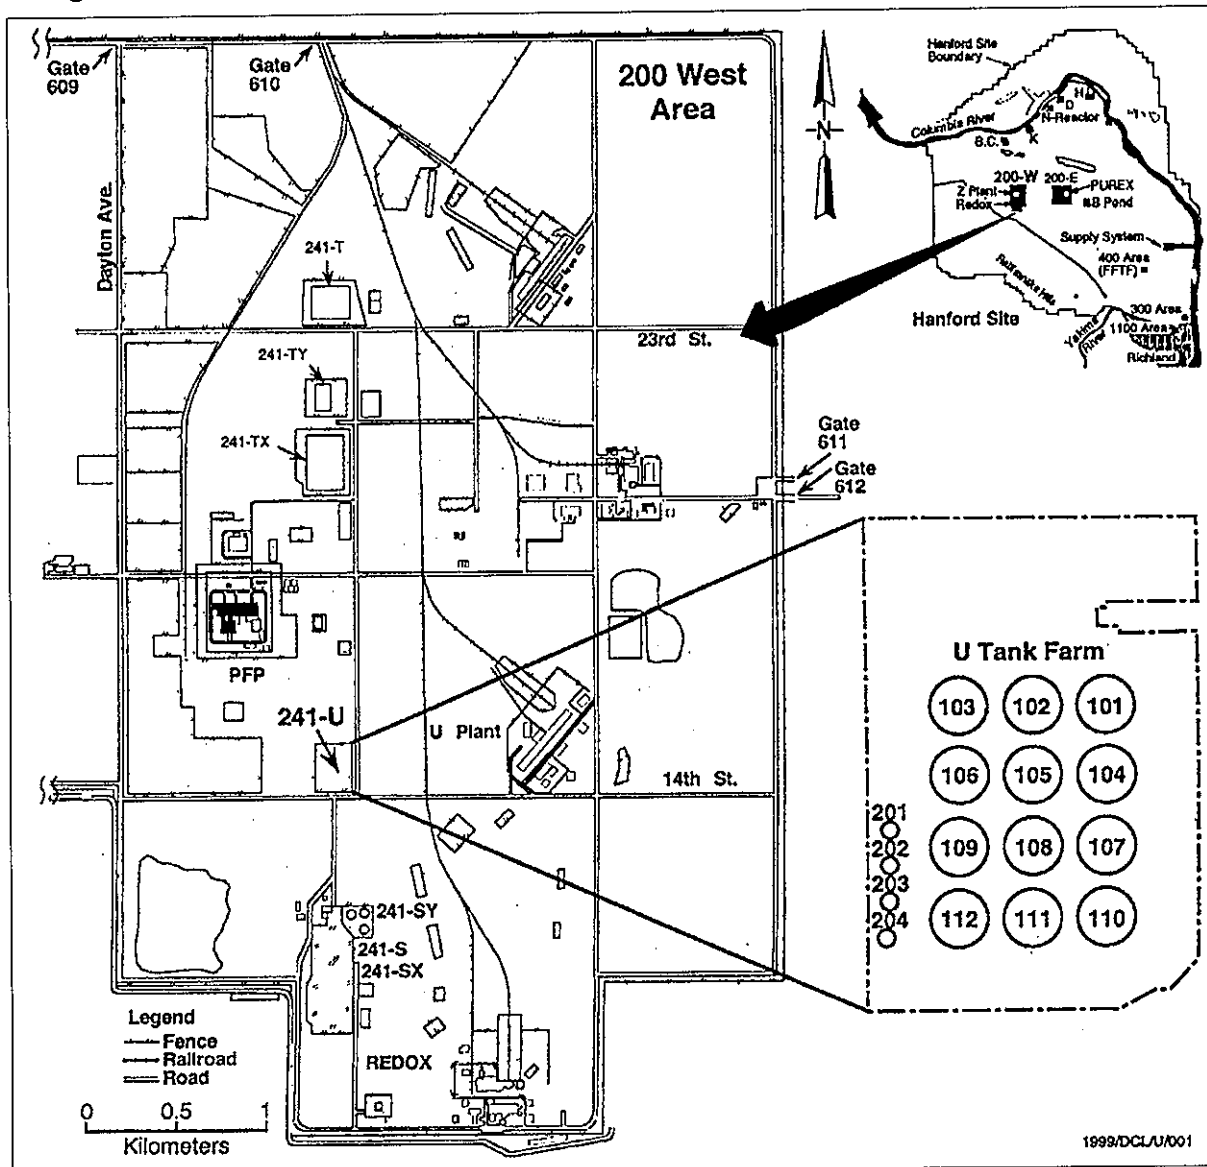 Gate
609
Gate
610
200 West
Area
Dayton Ave.
241-T
23rd St.
241-TY
241-TX
Gate
611
Gate
612
PFP
241-U
U Plant
14th St.
241-SY
241-S
241-SX
REDOX
Legend
Fence
Railroad
Road
0 0.5 1
Kilometers
N
Hanford Site
Boundary
Columbia River
H
D
N-Reactor
K
B.C.
200-W
200-E
Z Plant
Redox
PUREX
B Pond
Supply System
400 Area
(FFTF)
Rattlesnake Hills
300 Area
1100 Area
Yakima
River
Richland
Hanford Site
U Tank Farm
103 102 101
106 105 104
201
202
109 108 107
203
204
112 111 110
1999/DCL/U/001